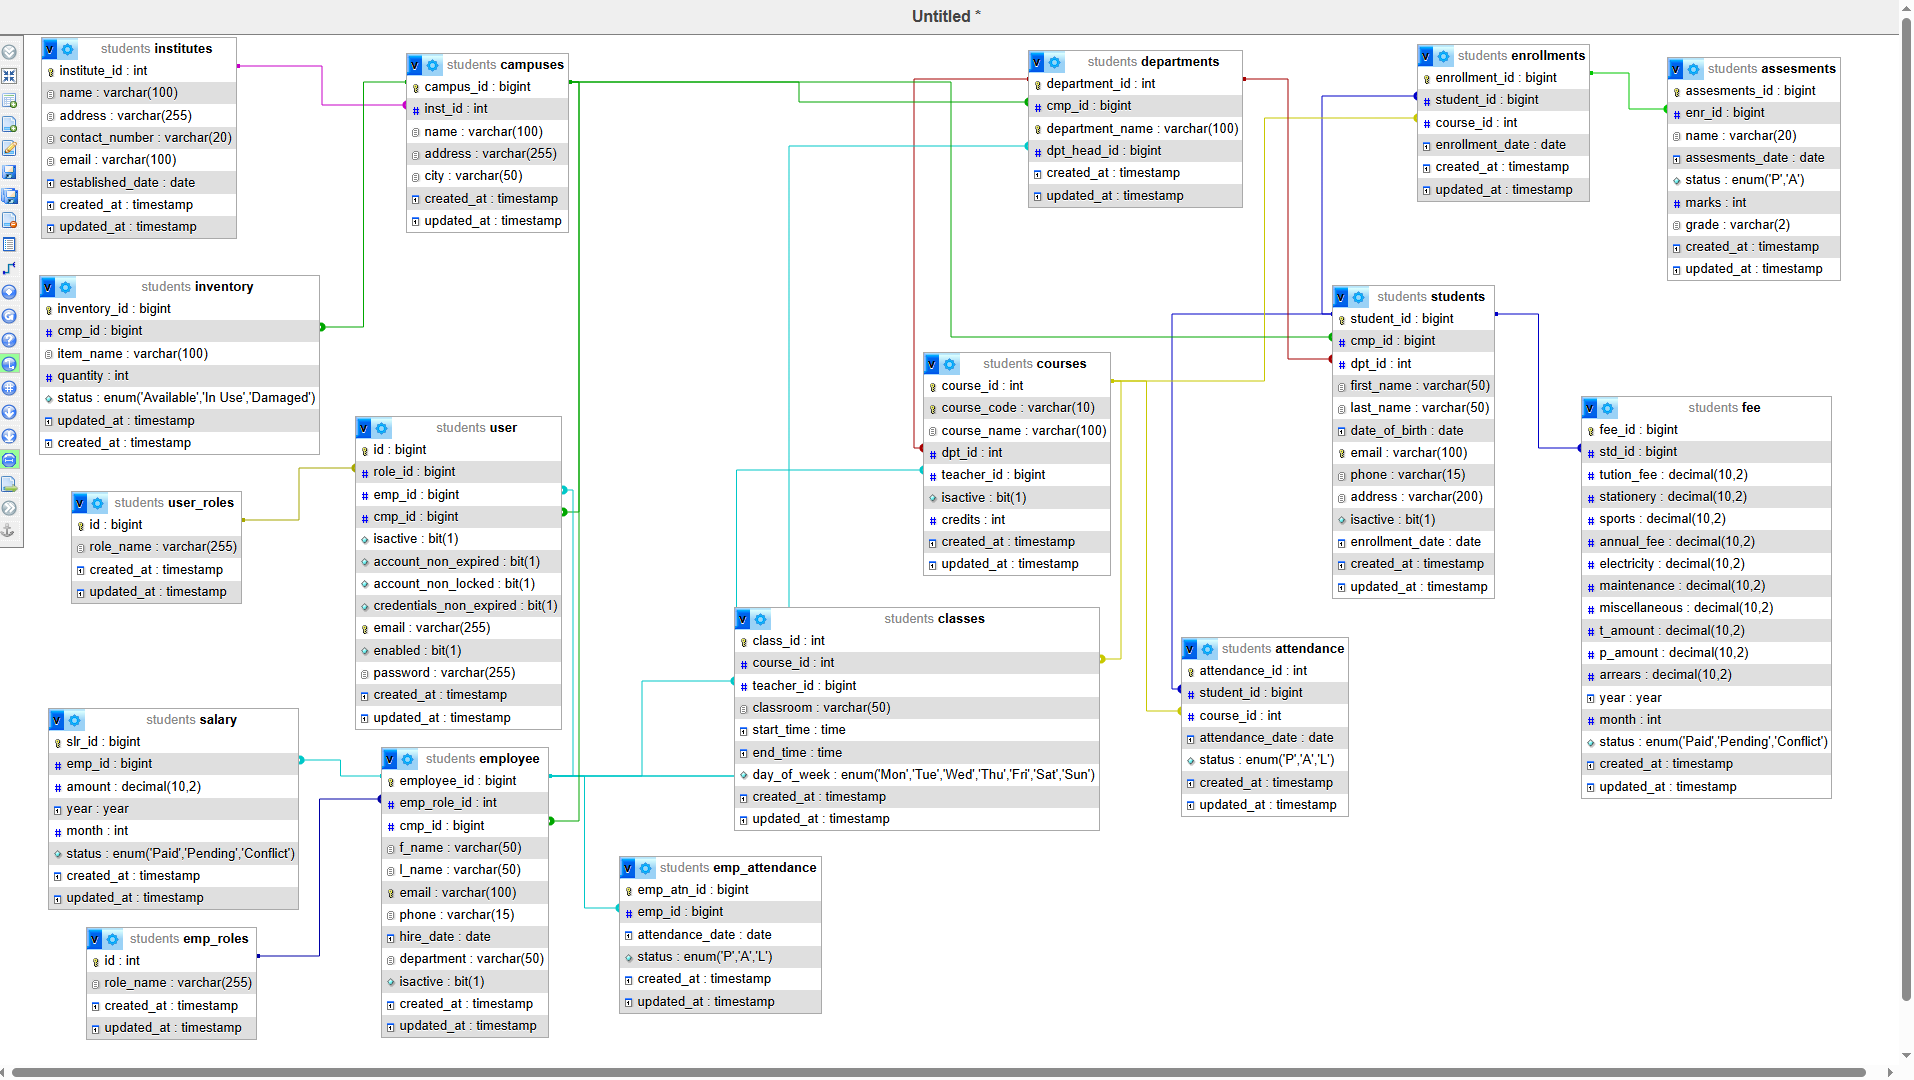 Untitled *
students institutes
institute_id : int
name : varchar(100)
address : varchar(255)
contact_number : varchar(20)
email : varchar(100)
established_date : date
created_at : timestamp
updated_at : timestamp
students campuses
campus_id : bigint
inst_id : int
name : varchar(100)
address : varchar(255)
city : varchar(50)
created_at : timestamp
updated_at : timestamp
students departments
department_id : int
cmp_id : bigint
department_name : varchar(100)
dpt_head_id : bigint
created_at : timestamp
updated_at : timestamp
students enrollments
enrollment_id : bigint
student_id : bigint
course_id : int
enrollment_date : date
created_at : timestamp
updated_at : timestamp
students assesments
assesments_id : bigint
enr_id : bigint
name : varchar(20)
assesments_date : date
status : enum('P','A')
marks : int
grade : varchar(2)
created_at : timestamp
updated_at : timestamp
students inventory
inventory_id : bigint
cmp_id : bigint
item_name : varchar(100)
quantity : int
status : enum('Available','In Use','Damaged')
updated_at : timestamp
created_at : timestamp
students students
student_id : bigint
cmp_id : bigint
dpt_id : int
first_name : varchar(50)
last_name : varchar(50)
date_of_birth : date
email : varchar(100)
phone : varchar(15)
address : varchar(200)
isactive : bit(1)
enrollment_date : date
created_at : timestamp
updated_at : timestamp
students courses
course_id : int
course_code : varchar(10)
course_name : varchar(100)
dpt_id : int
teacher_id : bigint
isactive : bit(1)
credits : int
created_at : timestamp
updated_at : timestamp
students fee
fee_id : bigint
std_id : bigint
tution_fee : decimal(10,2)
stationery : decimal(10,2)
sports : decimal(10,2)
annual_fee : decimal(10,2)
electricity : decimal(10,2)
maintenance : decimal(10,2)
miscellaneous : decimal(10,2)
t_amount : decimal(10,2)
p_amount : decimal(10,2)
arrears : decimal(10,2)
year : year
month : int
status : enum('Paid','Pending','Conflict')
created_at : timestamp
updated_at : timestamp
students user
id : bigint
role_id : bigint
emp_id : bigint
cmp_id : bigint
isactive : bit(1)
account_non_expired : bit(1)
account_non_locked : bit(1)
credentials_non_expired : bit(1)
email : varchar(255)
enabled : bit(1)
password : varchar(255)
created_at : timestamp
updated_at : timestamp
students user_roles
id : bigint
role_name : varchar(255)
created_at : timestamp
updated_at : timestamp
students classes
class_id : int
course_id : int
teacher_id : bigint
classroom : varchar(50)
start_time : time
end_time : time
day_of_week : enum('Mon','Tue','Wed','Thu','Fri','Sat','Sun')
created_at : timestamp
updated_at : timestamp
students attendance
attendance_id : int
student_id : bigint
course_id : int
attendance_date : date
status : enum('P','A','L')
created_at : timestamp
updated_at : timestamp
students salary
slr_id : bigint
emp_id : bigint
amount : decimal(10,2)
year : year
month : int
status : enum('Paid','Pending','Conflict')
created_at : timestamp
updated_at : timestamp
students employee
employee_id : bigint
emp_role_id : int
cmp_id : bigint
f_name : varchar(50)
l_name : varchar(50)
email : varchar(100)
phone : varchar(15)
hire_date : date
department : varchar(50)
isactive : bit(1)
created_at : timestamp
updated_at : timestamp
students emp_attendance
emp_atn_id : bigint
emp_id : bigint
attendance_date : date
status : enum('P','A','L')
created_at : timestamp
updated_at : timestamp
students emp_roles
id : int
role_name : varchar(255)
created_at : timestamp
updated_at : timestamp